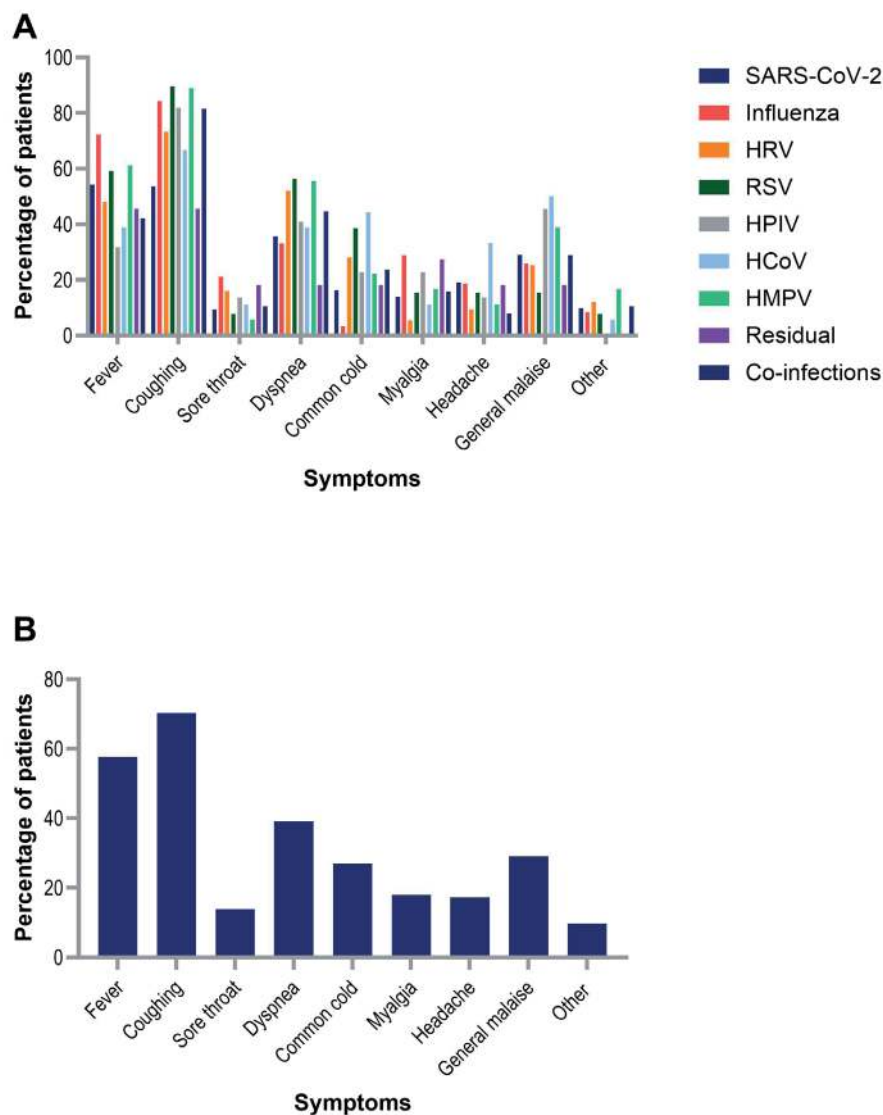 A
Percentage of patients
100
80
60
40
20
0
Fever
Coughing
Sore throat
Dyspnea
Common cold
Myalgia
Headache
General malaise
Other
Symptoms
SARS-CoV-2
Influenza
HRV
RSV
HPIV
HCoV
HMPV
Residual
Co-infections
B
Percentage of patients
80
60
40
20
0
Fever
Coughing
Sore throat
Dyspnea
Common cold
Myalgia
Headache
General malaise
Other
Symptoms